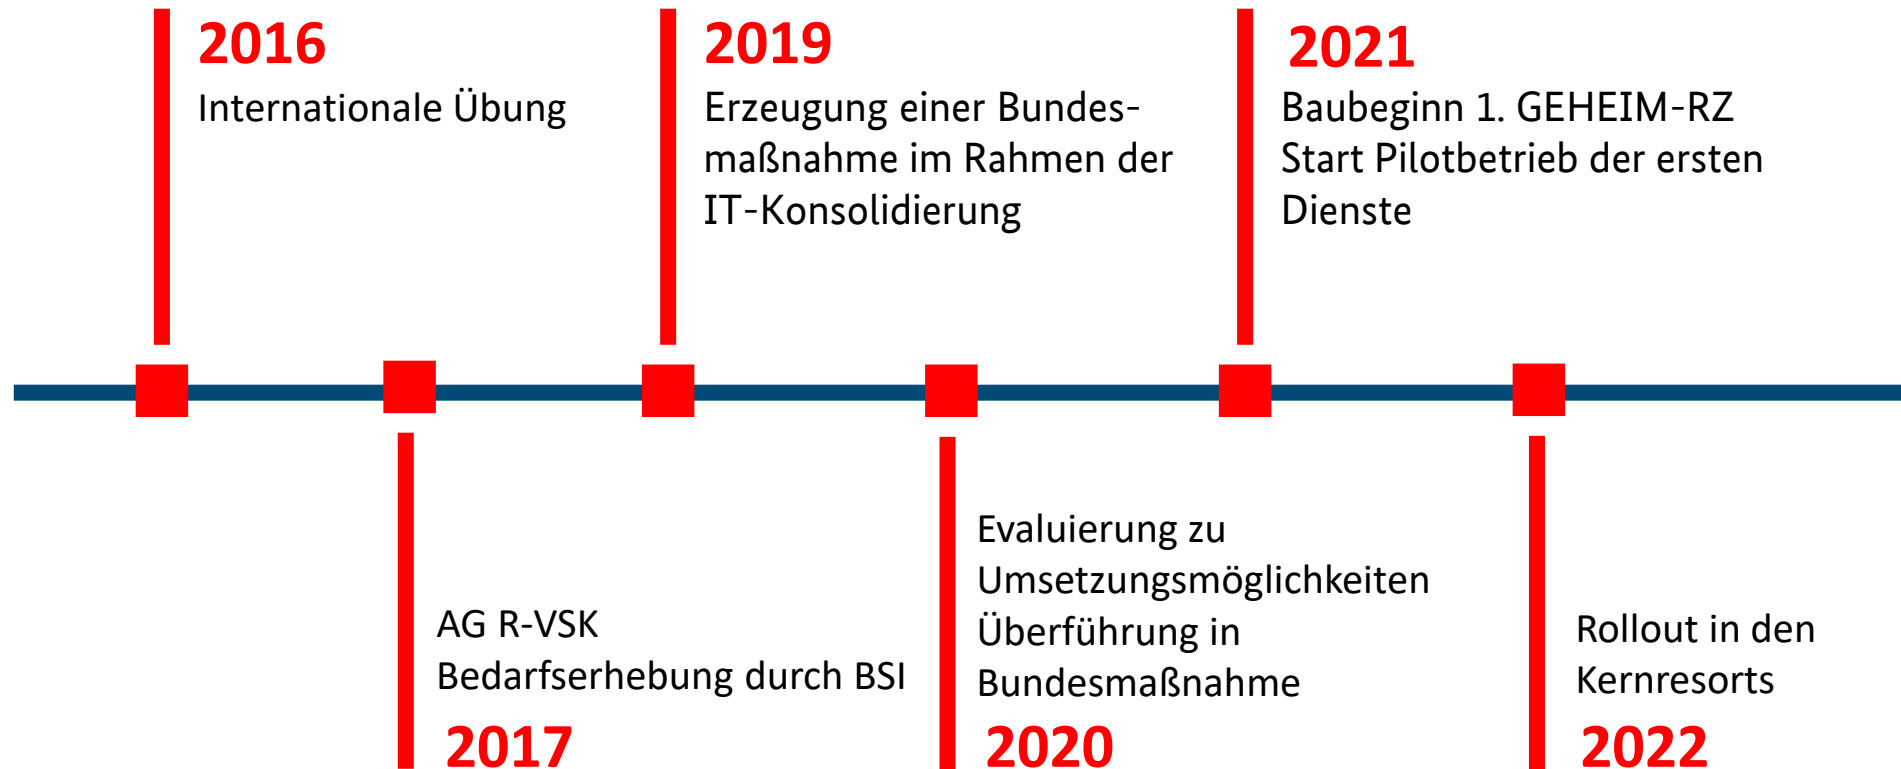 2016
Internationale Übung
2019
Erzeugung einer Bundes-
maßnahme im Rahmen der
IT-Konsolidierung
2021
Baubeginn 1. GEHEIM-RZ
Start Pilotbetrieb der ersten
Dienste
AG R-VSK
Bedarfserhebung durch BSI
2017
Evaluierung zu
Umsetzungsmöglichkeiten
Überführung in
Bundesmaßnahme
2020
Rollout in den
Kernresorts
2022